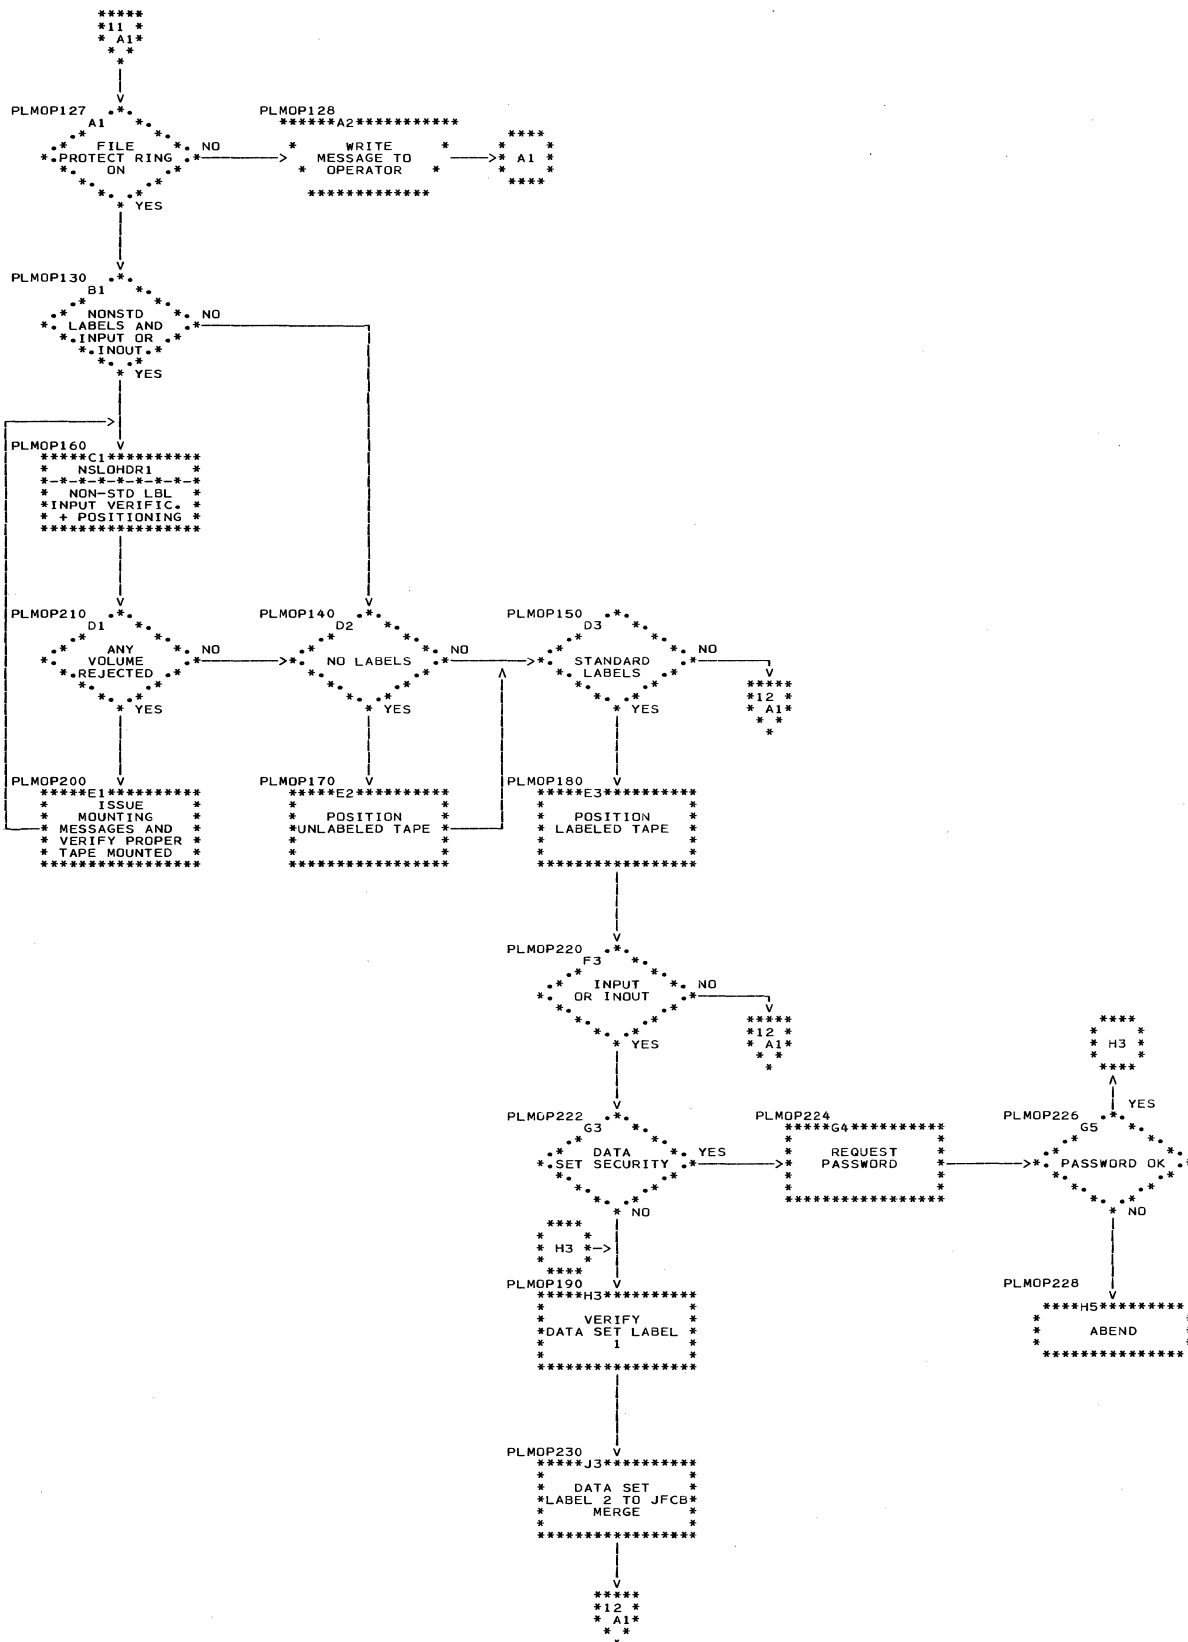 11
A1
PLMOP127
A1
FILE
PROTECT RING
ON
NO
YES
PLMOP128
A2
WRITE
MESSAGE TO
OPERATOR
A1
PLMOP130
B1
NONSTD
LABELS AND
INPUT OR
INOUT
NO
YES
PLMOP160
C1
NSLOHDR1
NON-STD LBL
INPUT VERIFIC.
+ POSITIONING
PLMOP210
D1
ANY
VOLUME
REJECTED
NO
YES
PLMOP140
D2
NO LABELS
NO
YES
PLMOP150
D3
STANDARD
LABELS
NO
YES
12
A1
PLMOP200
E1
ISSUE
MOUNTING
MESSAGES AND
VERIFY PROPER
TAPE MOUNTED
PLMOP170
E2
POSITION
UNLABELED TAPE
PLMOP180
E3
POSITION
LABELED TAPE
PLMOP220
F3
INPUT
OR INOUT
NO
YES
12
A1
H3
PLMOP222
G3
DATA
SET SECURITY
YES
NO
PLMOP224
G4
REQUEST
PASSWORD
PLMOP226
G5
PASSWORD OK
YES
NO
H3
PLMOP190
H3
VERIFY
DATA SET LABEL
1
PLMOP228
H5
ABEND
PLMOP230
J3
DATA SET
LABEL 2 TO JFCB
MERGE
12
A1